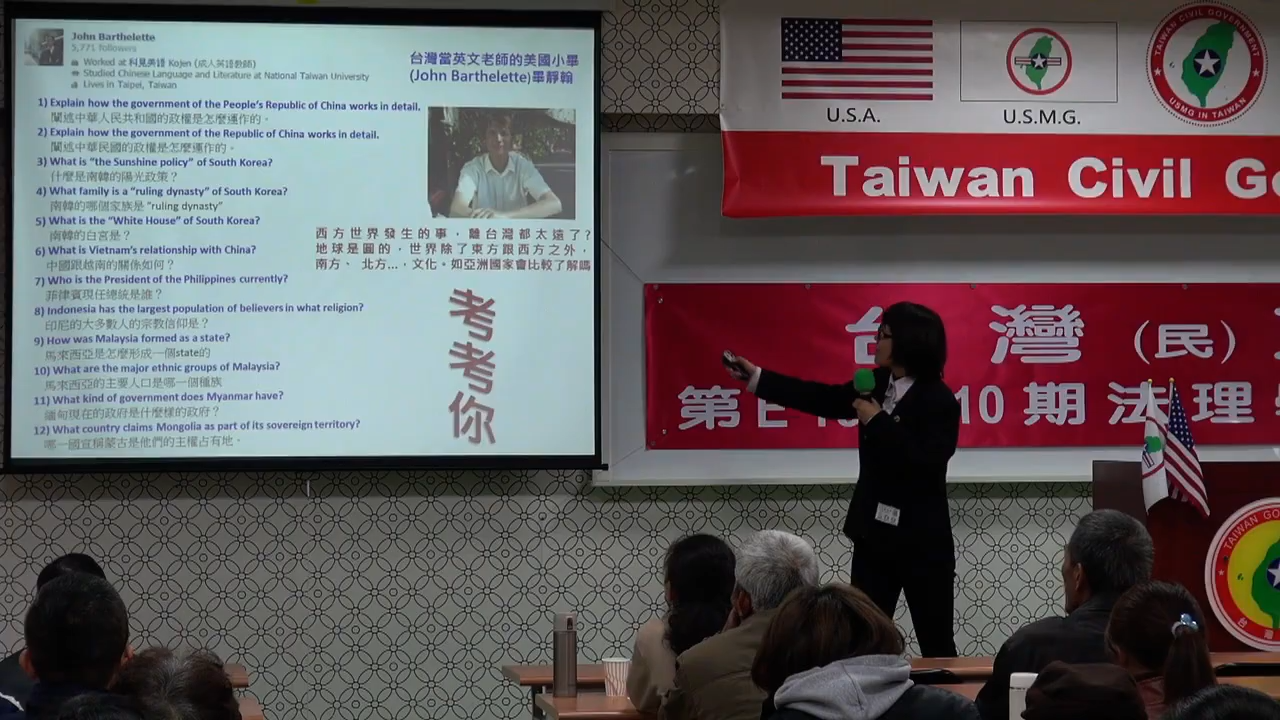 John Barthelette
5,771 followers
Worked at 科見美語 Kojen (成人英語教師)
Studied Chinese Language and Literature at National Taiwan University
Lives in Taipei, Taiwan
台灣當英文老師的美國小畢
(John Barthelette)畢靜翰
1) Explain how the government of the People's Republic of China works in detail.
闡述中華人民共和國的政權是怎麼運作的。
2) Explain how the government of the Republic of China works in detail.
闡述中華民國的政權是怎麼運作的。
3) What is "the Sunshine policy" of South Korea?
什麼是南韓的陽光政策？
4) What family is a "ruling dynasty" of South Korea?
南韓的哪個家族是 "ruling dynasty"
5) What is the "White House" of South Korea?
南韓的白宮是？
6) What is Vietnam's relationship with China?
中國跟越南的關係如何？
7) Who is the President of the Philippines currently?
菲律賓現任總統是誰？
8) Indonesia has the largest population of believers in what religion?
印尼的大多數人的宗教信仰是？
9) How was Malaysia formed as a state?
馬來西亞是怎麼形成一個state的
10) What are the major ethnic groups of Malaysia?
馬來西亞的主要人口是哪一個種族
11) What kind of government does Myanmar have?
緬甸現在的政府是什麼樣的政府？
12) What country claims Mongolia as part of its sovereign territory?
哪一國宣稱蒙古是他們的主權占有地。
西方世界發生的事，離台灣都太遠了?
地球是圓的，世界除了東方跟西方之外，
南方、 北方...，文化。如亞洲國家會比較了解嗎
考考你
U.S.A.
U.S.M.G.
TAIWAN CIVIL GOVERNMENT
USMG IN TAIWAN
Taiwan Civil Go
台 灣 (民)
第E 10 期 法 理
TAIWAN GO
台 灣